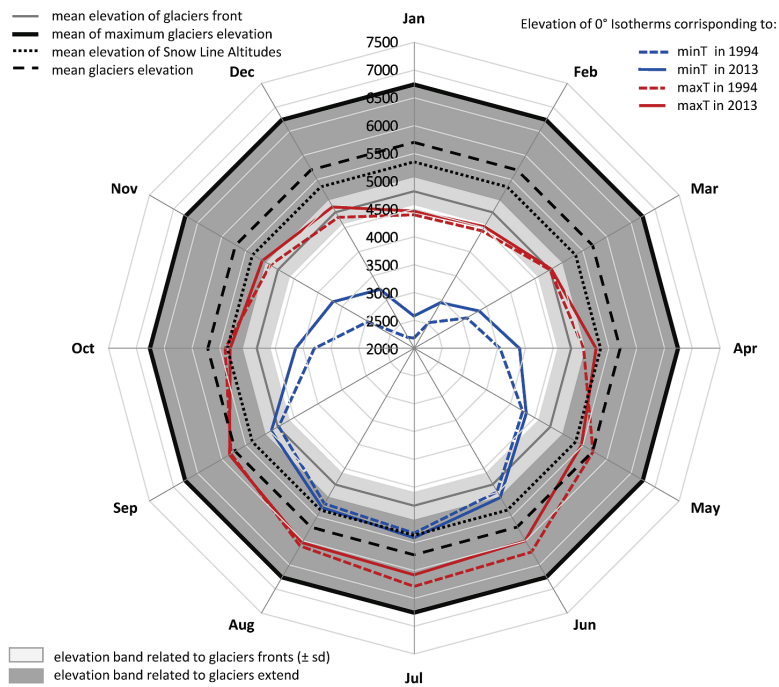 mean elevation of glaciers front
mean of maximum glaciers elevation
mean elevation of Snow Line Altitudes
mean glaciers elevation
Elevation of 0° Isotherms corrisponding to:
minT in 1994
minT in 2013
maxT in 1994
maxT in 2013
Jan
Feb
Mar
Apr
May
Jun
Jul
Aug
Sep
Oct
Nov
Dec
7500
7000
6500
6000
5500
5000
4500
4000
3500
3000
2500
2000
elevation band related to glaciers fronts (± sd)
elevation band related to glaciers extend